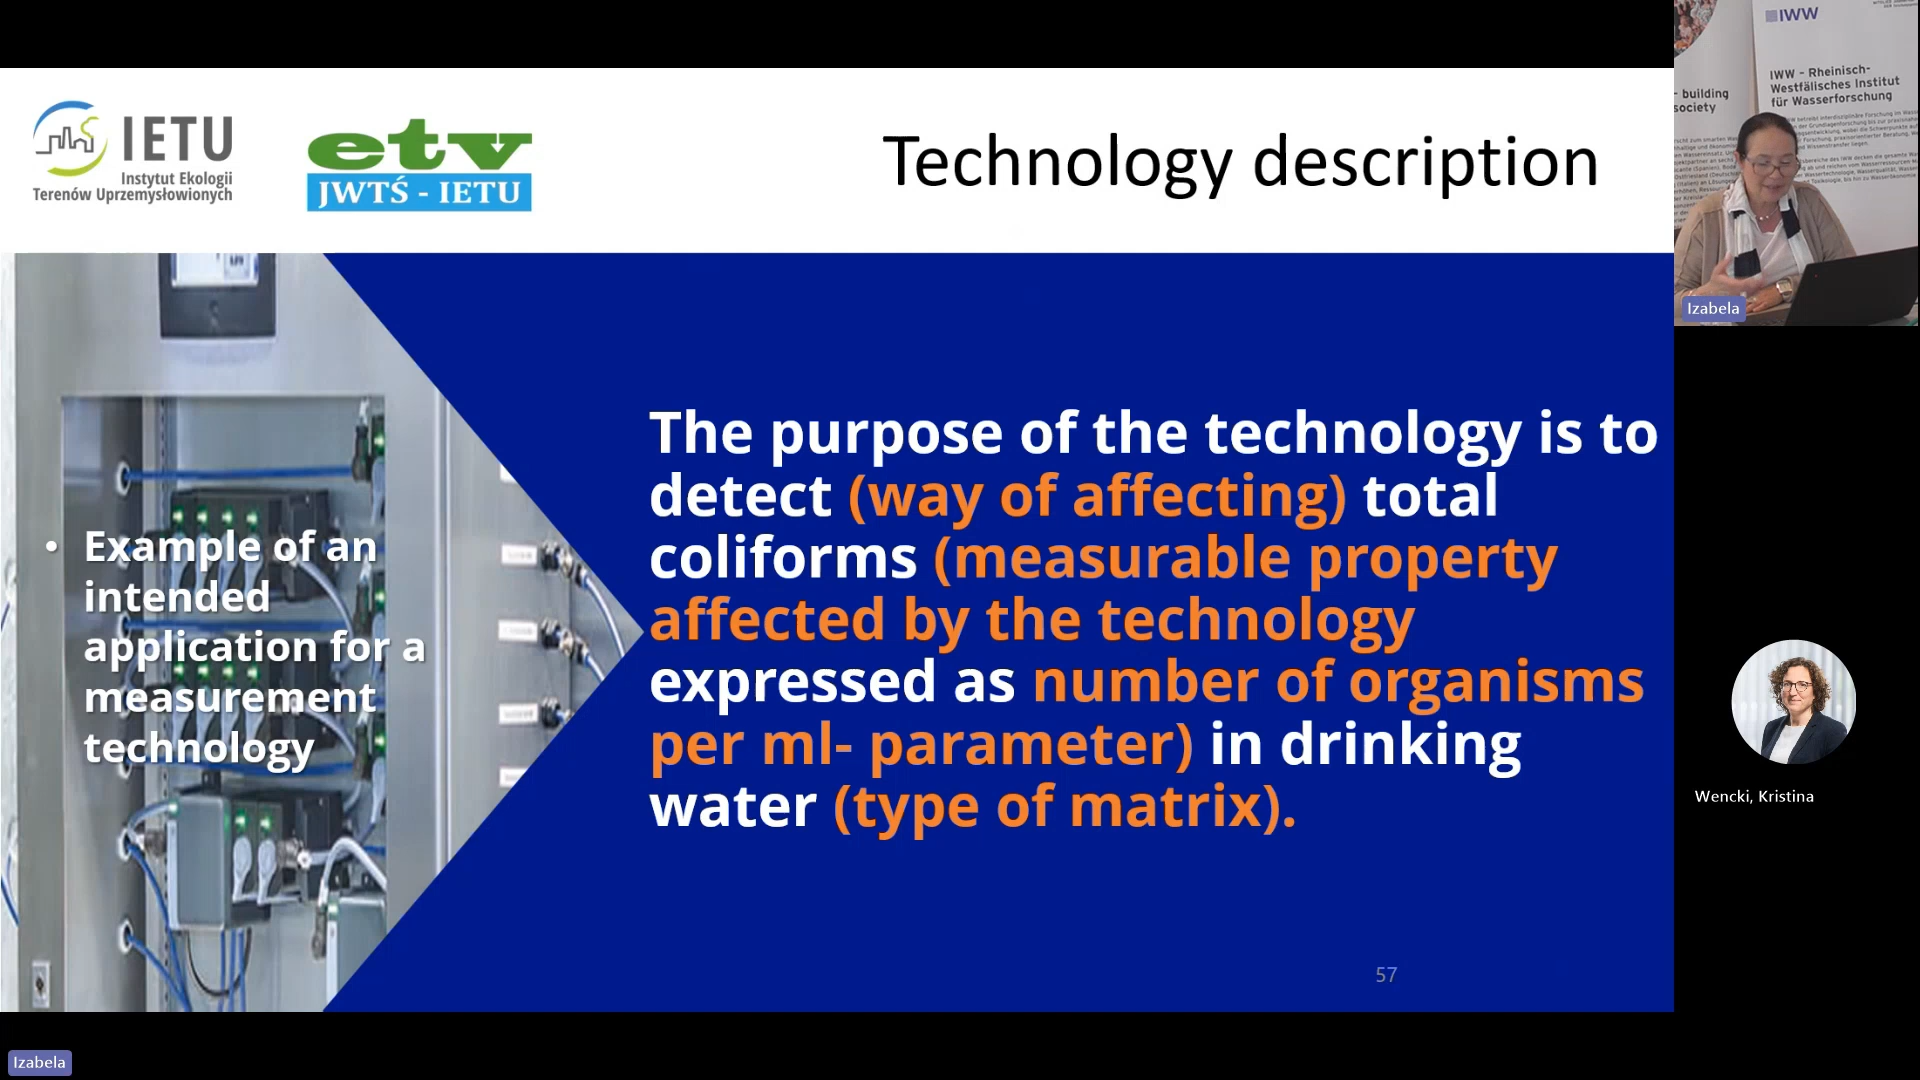 IETU
Instytut Ekologii
Terenów Uprzemysłowionych
etv
JWTŚ - IETU
Technology description
• Example of an
intended
application for a
measurement
technology
The purpose of the technology is to
detect (way of affecting) total
coliforms (measurable property
affected by the technology
expressed as number of organisms
per ml- parameter) in drinking
water (type of matrix).
57
IWW
- building
society
IWW - Rheinisch-
Westfälisches Institut
für Wasserforschung
Izabela
Wencki, Kristina
Izabela